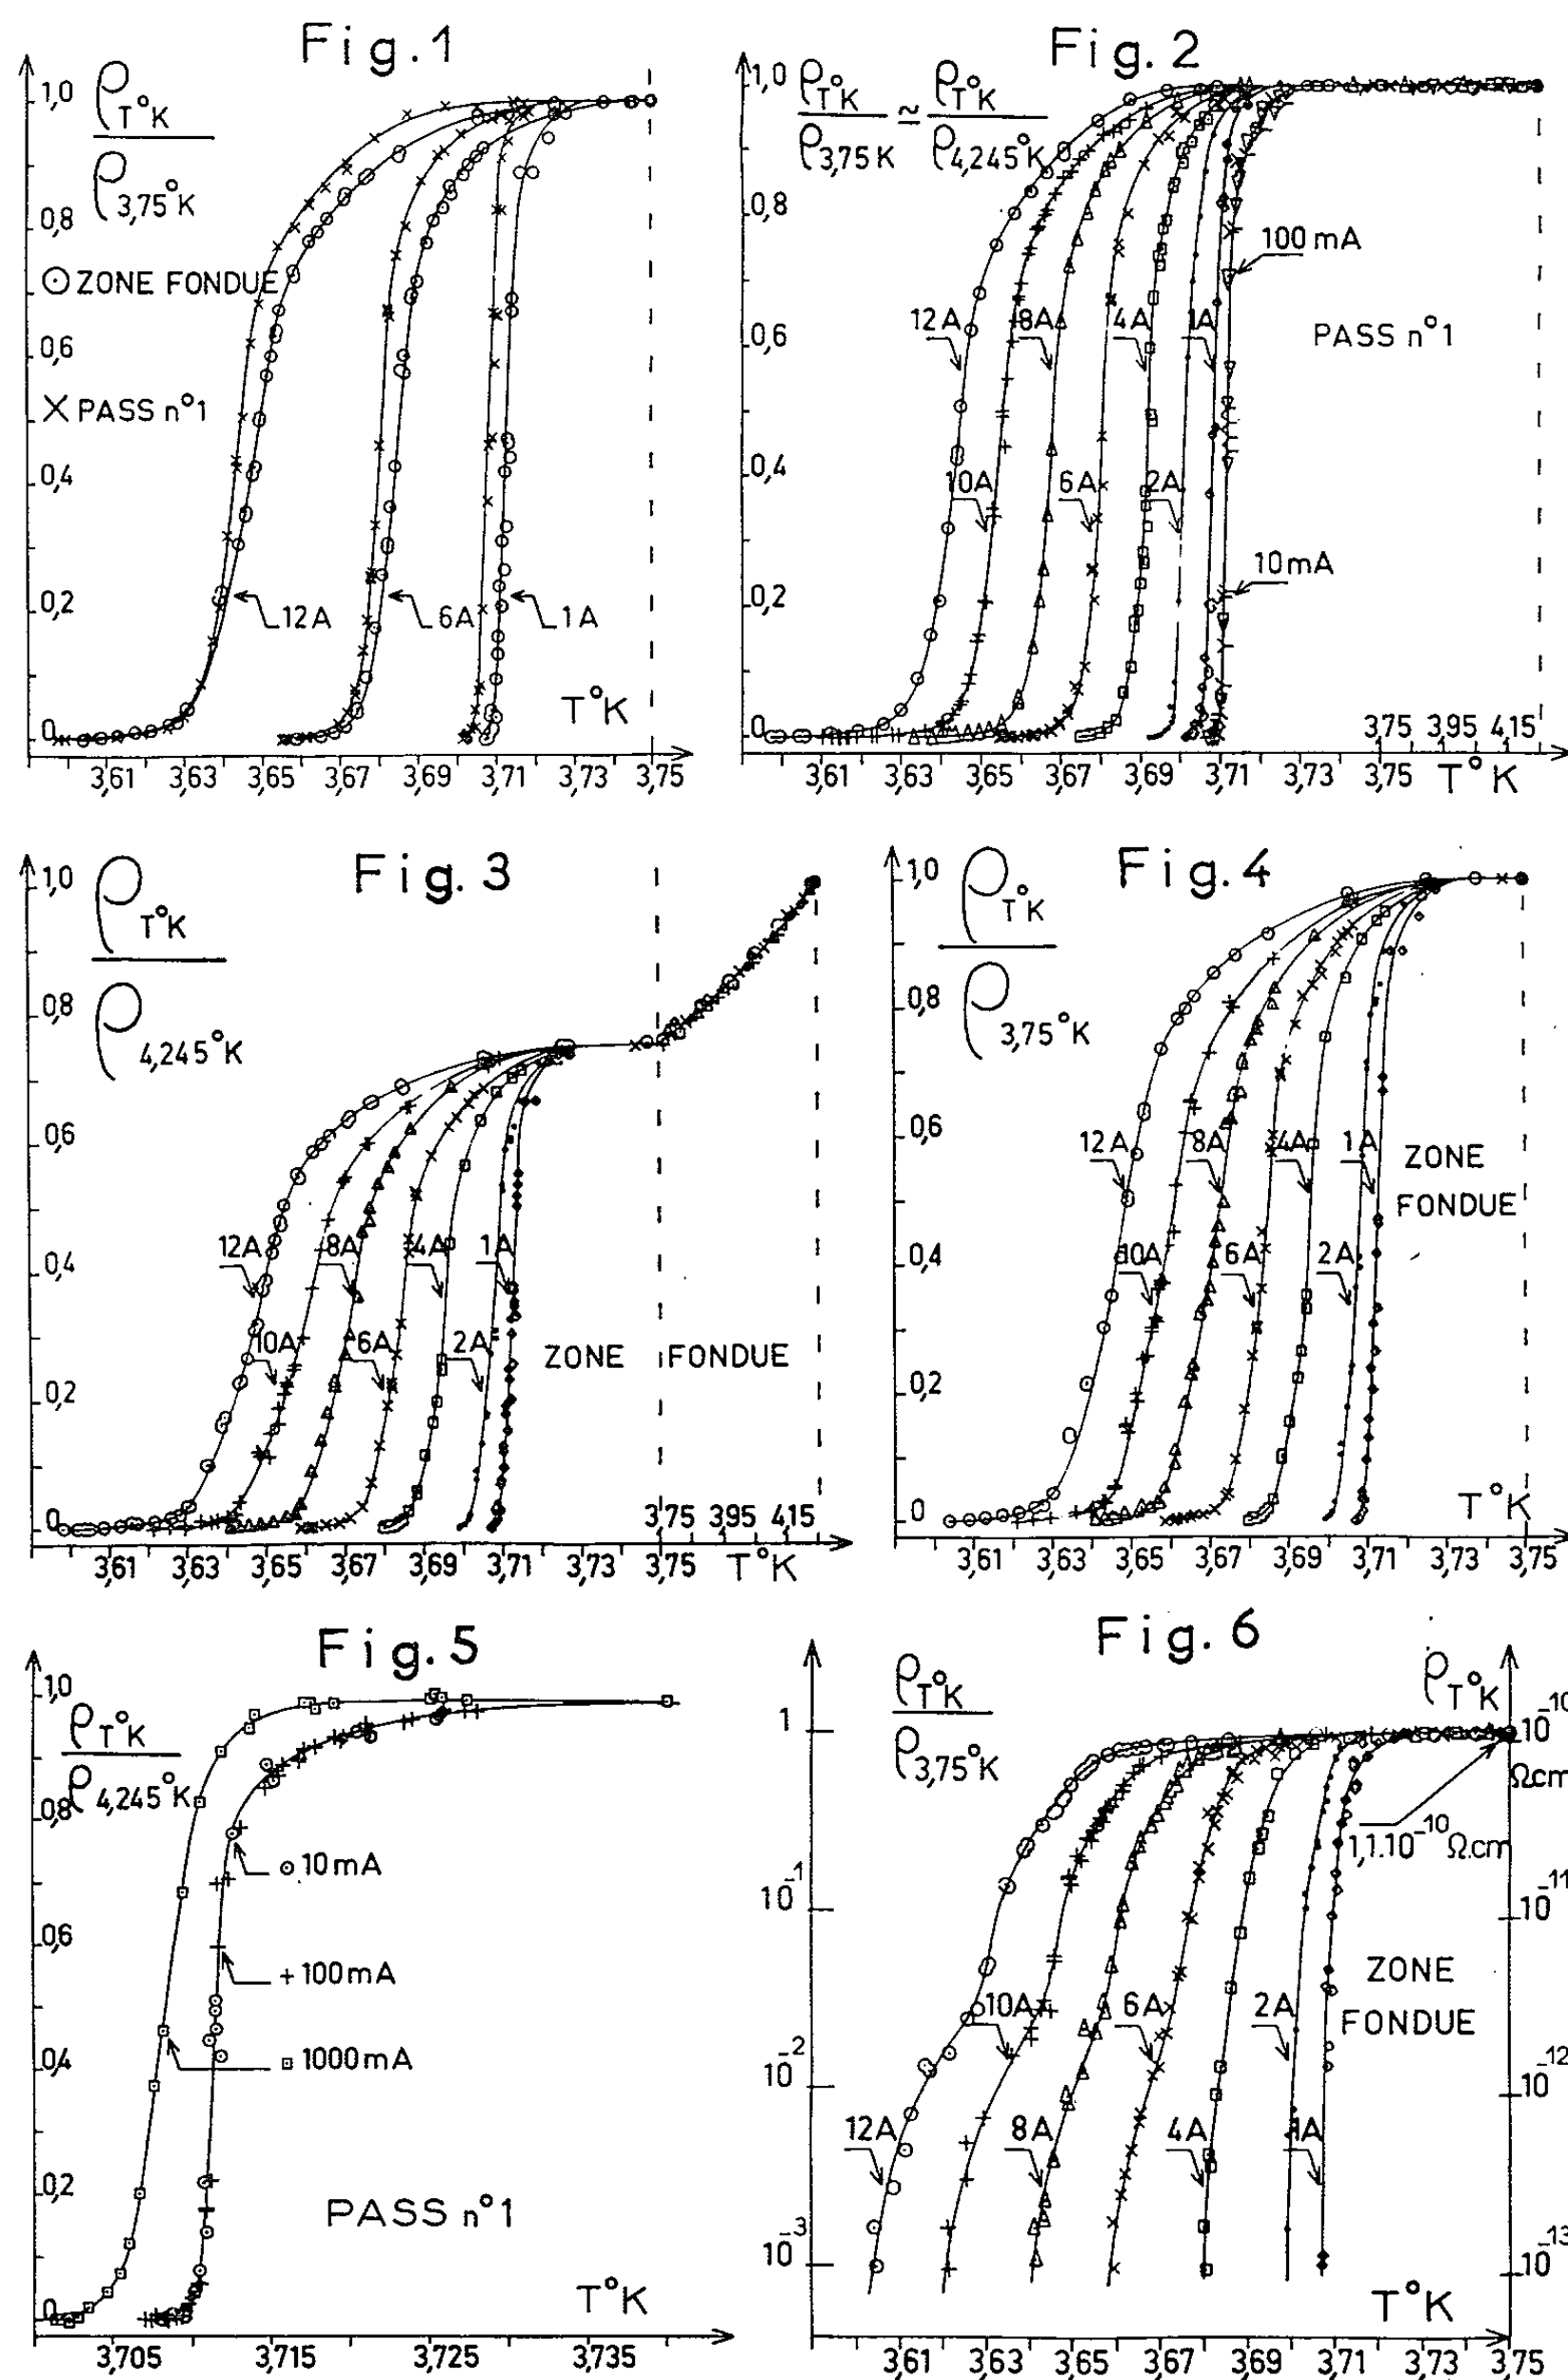 Fig.1
1,0
ρT°K
ρ3,75°K
0,8
⊙ ZONE FONDUE
0,6
X PASS n°1
0,4
0,2
12A
6A
1A
0
T°K
3,61 3,63 3,65 3,67 3,69 3,71 3,73 3,75
Fig.2
1,0
ρT°K ≃ ρT°K
ρ3,75K ρ4,245°K
0,8
100mA
12A 8A 4A 1A
PASS n°1
0,6
0,4
10A 6A 2A
10mA
0,2
0
3,75 3,95 4,15
3,61 3,63 3,65 3,67 3,69 3,71 3,73 3,75 T°K
Fig.3
1,0
ρT°K
ρ4,245°K
0,8
0,6
12A 8A 4A 1A
0,4
10A 6A 2A
ZONE FONDUE
0,2
0
3,75 3,95 4,15
3,61 3,63 3,65 3,67 3,69 3,71 3,73 3,75 T°K
Fig.4
1,0
ρT°K
ρ3,75°K
0,8
0,6
12A 8A 4A 1A
ZONE
FONDUE
0,4
10A 6A 2A
0,2
0
T°K
3,61 3,63 3,65 3,67 3,69 3,71 3,73 3,75
Fig.5
1,0
ρT°K
ρ4,245°K
0,8
⊙ 10mA
0,6
+ 100mA
⊡ 1000mA
0,4
0,2
PASS n°1
0
T°K
3,705 3,715 3,725 3,735
Fig.6
ρT°K
ρ3,75°K
ρT°K
1
10-10
Ωcm
1,1.10-10Ωcm
10-1
10-11
ZONE
FONDUE
10A 6A 2A
10-2
10-12
12A 8A 4A 1A
10-3
10-13
T°K
3,61 3,63 3,65 3,67 3,69 3,71 3,73 3,75